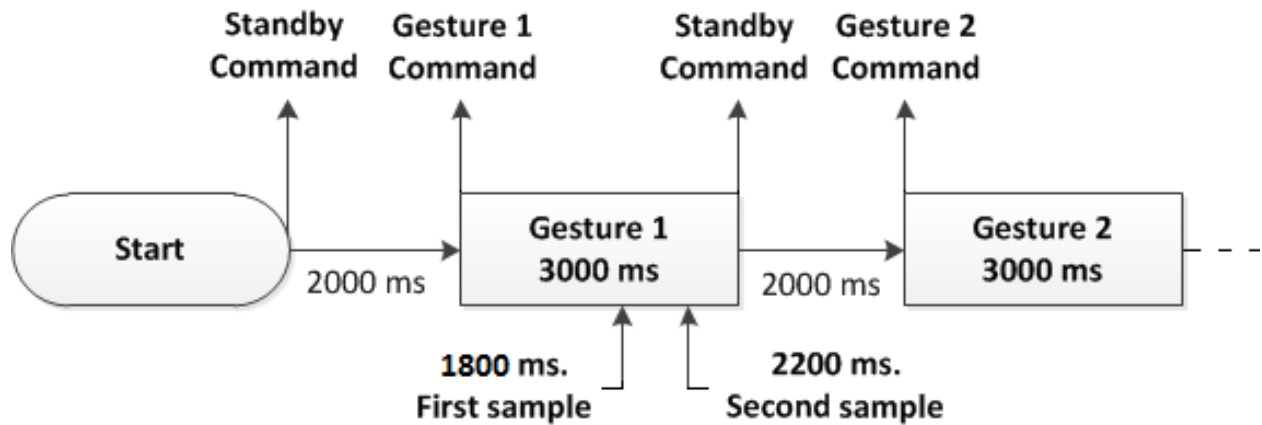 Standby
Command
Gesture 1
Command
Standby
Command
Gesture 2
Command
Start
2000 ms
Gesture 1
3000 ms
2000 ms
Gesture 2
3000 ms
1800 ms.
First sample
2200 ms.
Second sample